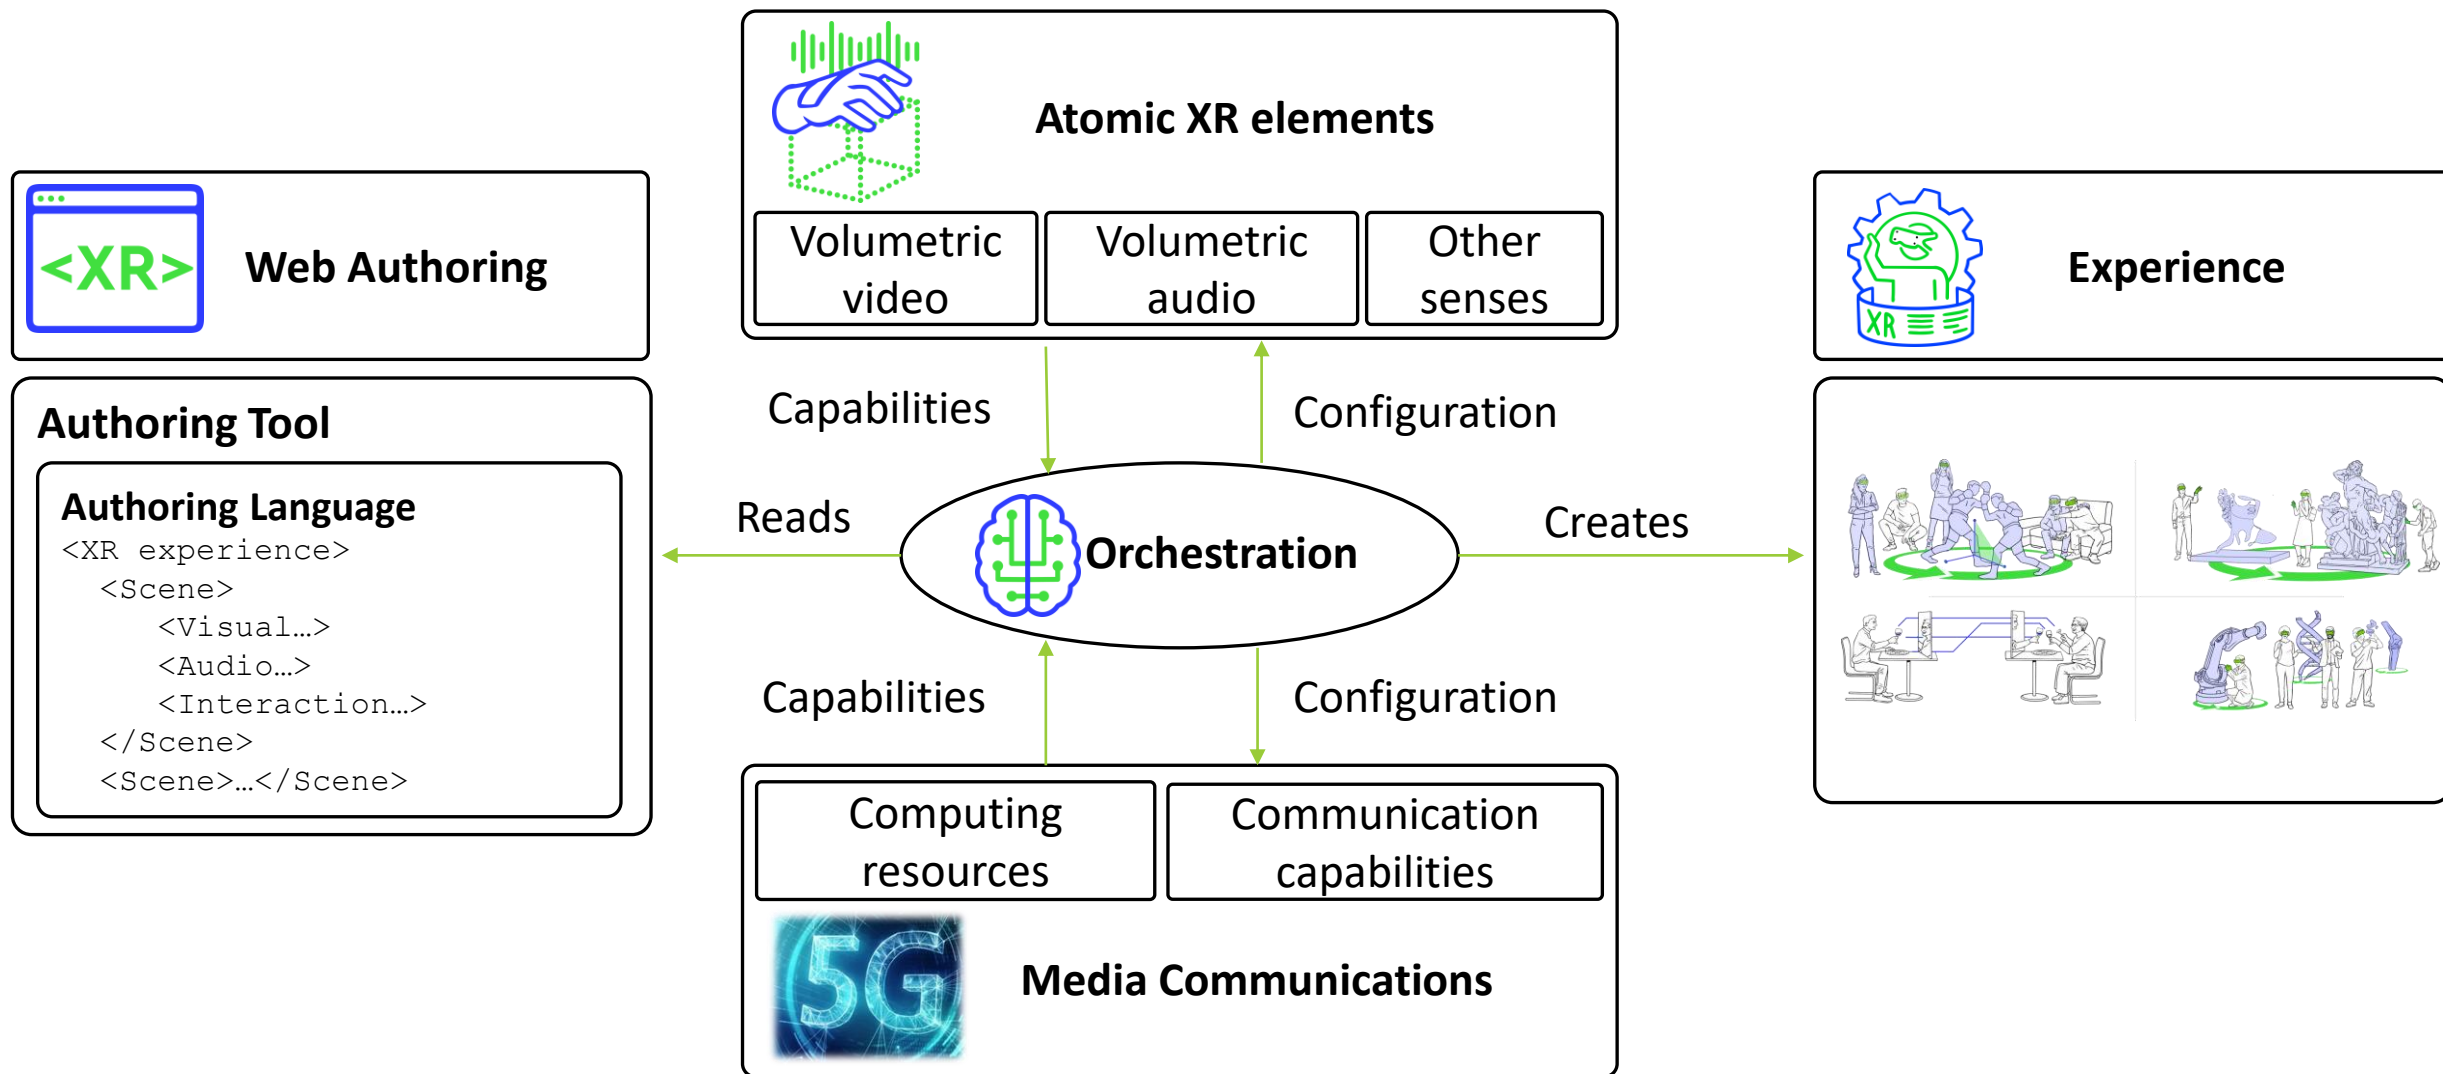 Atomic XR elements
Volumetric
video
Volumetric
audio
Other
senses
<XR>
Web Authoring
XR
Experience
Authoring Tool
Authoring Language
<XR experience>
<Scene>
<Visual…>
<Audio…>
<Interaction…>
</Scene>
<Scene>…</Scene>
Capabilities
Configuration
Reads
Orchestration
Creates
Capabilities
Configuration
Computing
resources
Communication
capabilities
5G
Media Communications